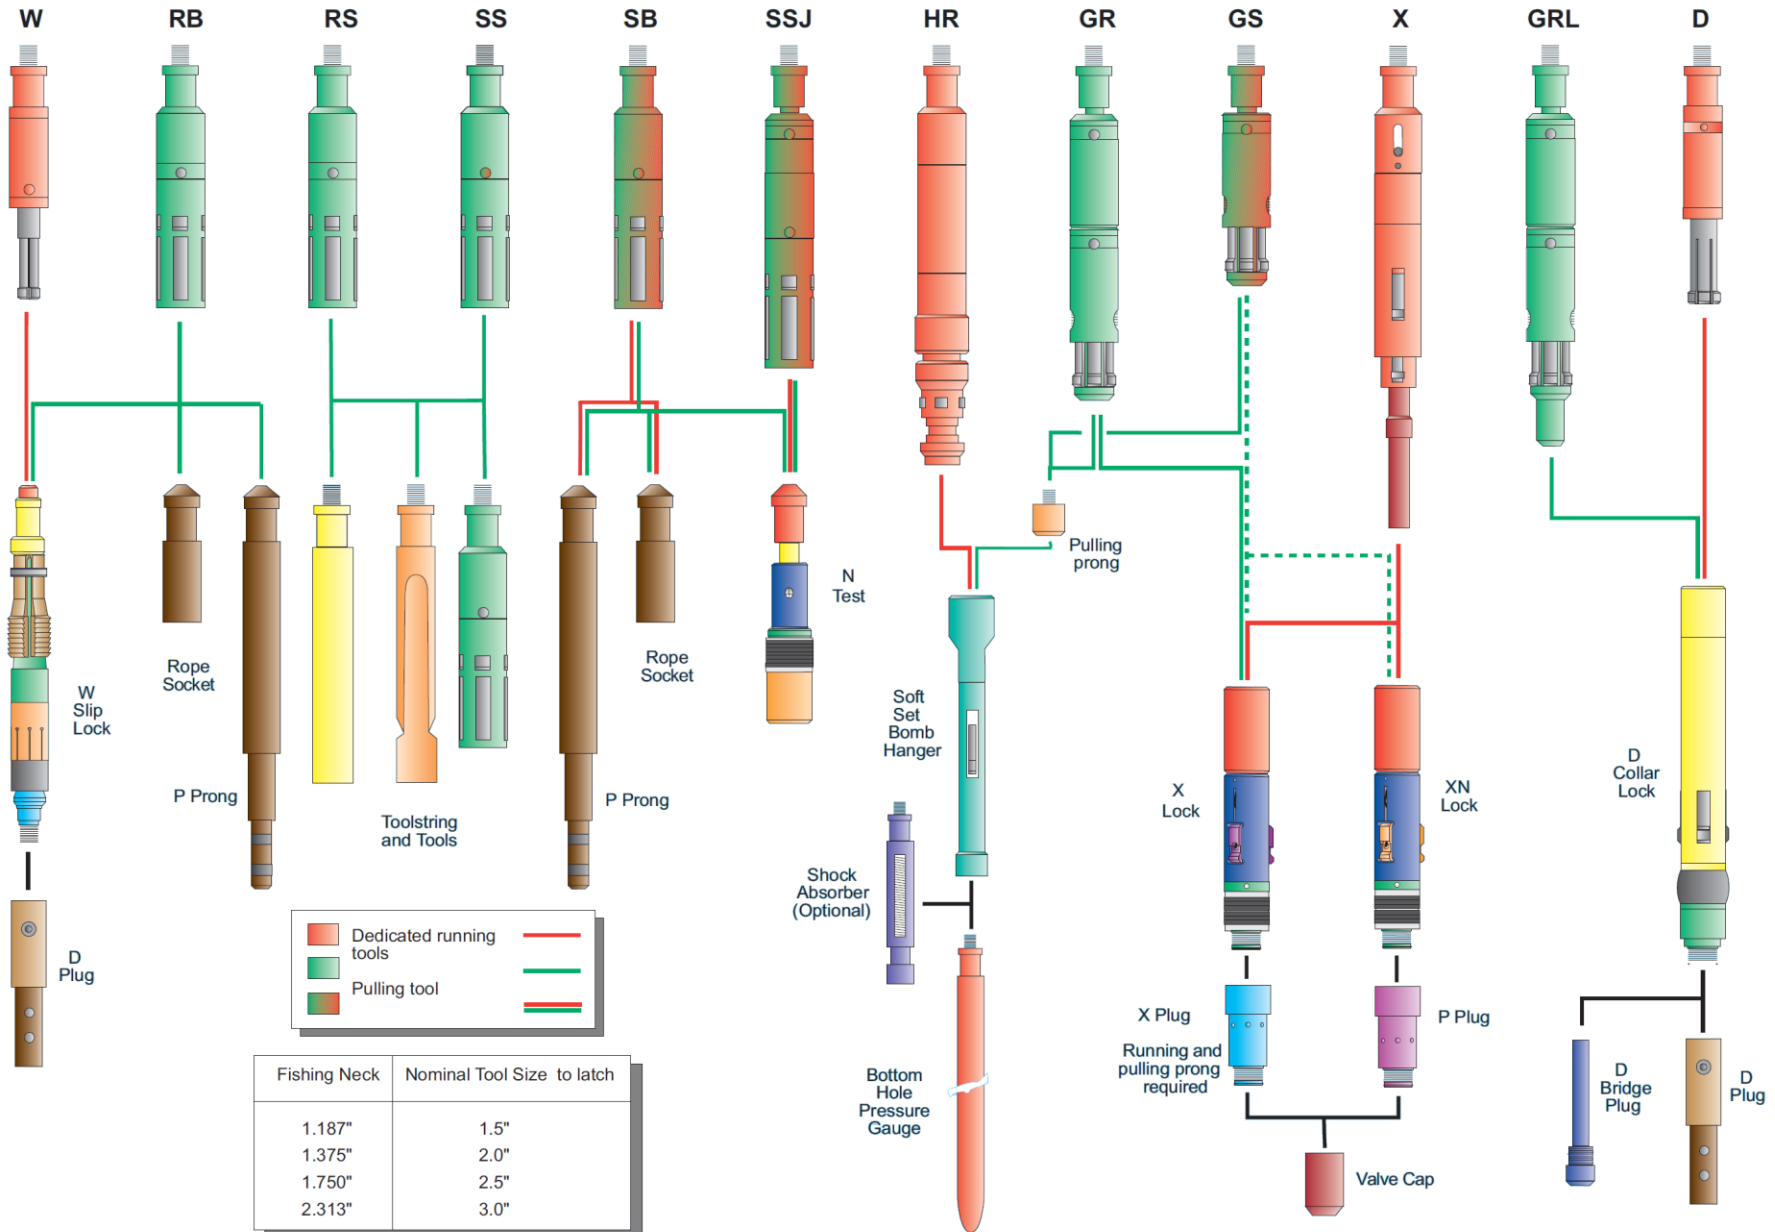 W RB RS SS SB SSJ HR GR GS X GRL D
Pulling
prong
N
Test
Rope
Socket
Rope
Socket
W
Slip
Lock
Soft
Set
Bomb
Hanger
D
Collar
Lock
X
Lock
XN
Lock
P Prong
P Prong
Toolstring
and Tools
Shock
Absorber
(Optional)
D
Plug
Dedicated running
tools
Pulling tool
X Plug
Running and
pulling prong
required
P Plug
Bottom
Hole
Pressure
Gauge
D
Bridge
Plug
D
Plug
Valve Cap
Fishing Neck Nominal Tool Size to latch
1.187" 1.5"
1.375" 2.0"
1.750" 2.5"
2.313" 3.0"